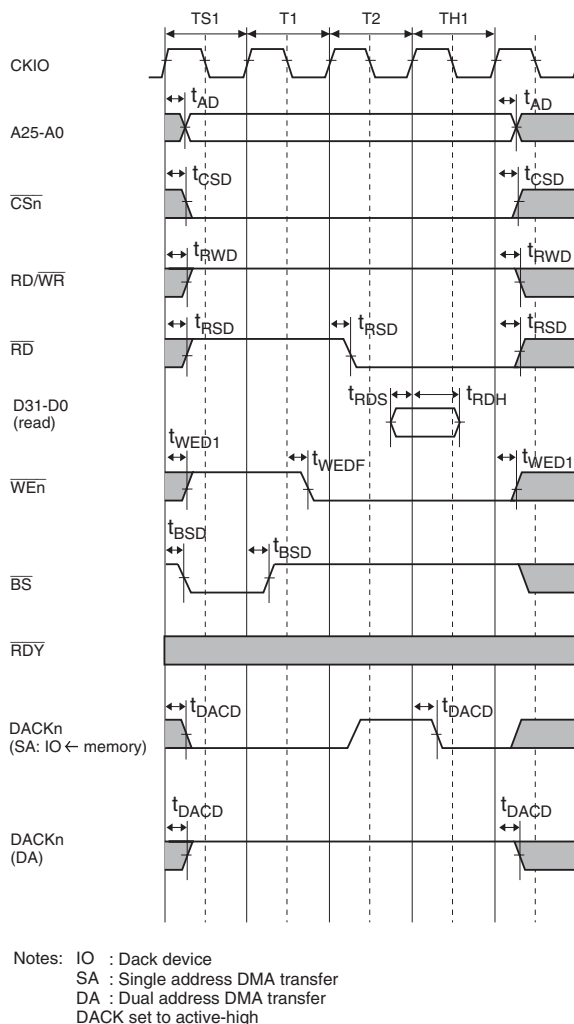 TS1 T1 T2 TH1
CKIO
tAD tAD
A25-A0
tCSD tCSD
CSn
tRWD tRWD
RD/WR
tRSD tRSD tRSD
RD
D31-D0
(read)
tRDS tRDH
tWED1 tWEDF tWED1
WEn
tBSD tBSD
BS
RDY
tDACD tDACD
DACKn
(SA: IO ← memory)
tDACD tDACD
DACKn
(DA)
Notes: IO : Dack device
SA : Single address DMA transfer
DA : Dual address DMA transfer
DACK set to active-high